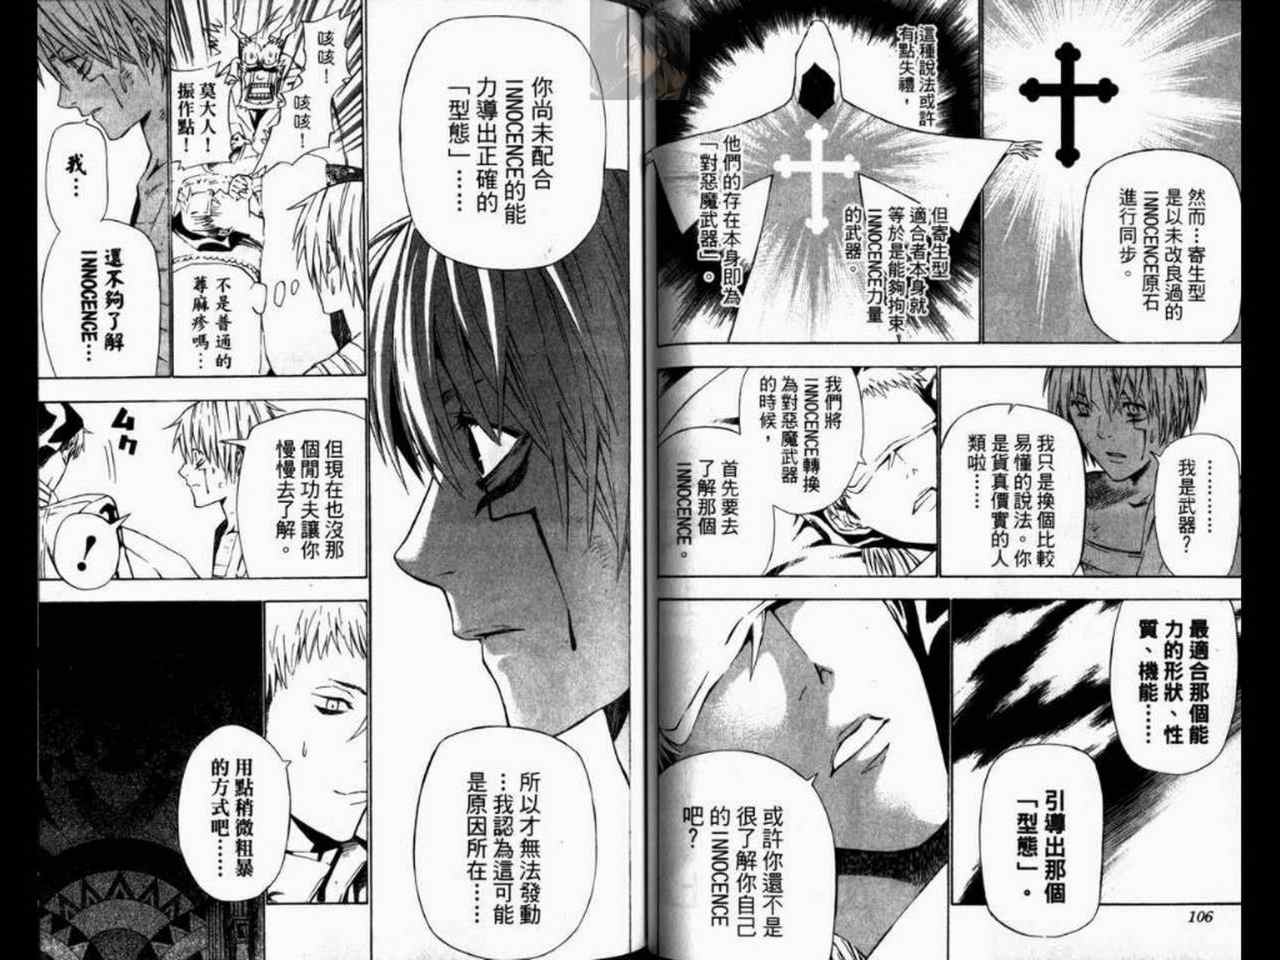 然而…寄生型
是以未改良過的
INNOCENCE原石
進行同步。
這種說法或許
有點失禮，
但寄生型
適合者本身就
等於是能夠拘束
INNOCENCE力量
的武器。
他們的存在本身即為
「對惡魔武器」。
………
我是武器?
我只是換個比較
易懂的說法。你
是貨真價實的人
類啦……
我們將
INNOCENCE轉換
為對惡魔武器
的時候，
首先要去
了解那個
INNOCENCE。
最適合那個能
力的形狀、性
質、機能……
引導出那個
「型態」。
或許你還不是
很了解你自己
的INNOCENCE
吧?
106
你尚未配合
INNOCENCE的能
力導出正確的
「型態」……
所以才無法發動
…我認為這可能
是原因所在……
咳咳!
咳咳!
莫大人!
振作點!
不是普通的
蕁麻疹嗎…
我…
還不夠了解
INNOCENCE…
但現在也沒那
個閒功夫讓你
慢慢去了解。
ムク
!
用點稍微粗暴
的方式吧……